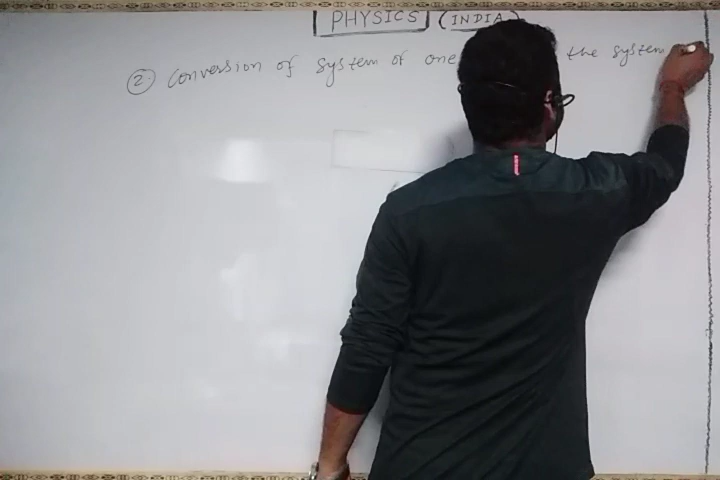 PHYSICS (INDIA)
2. Conversion of system of one the system